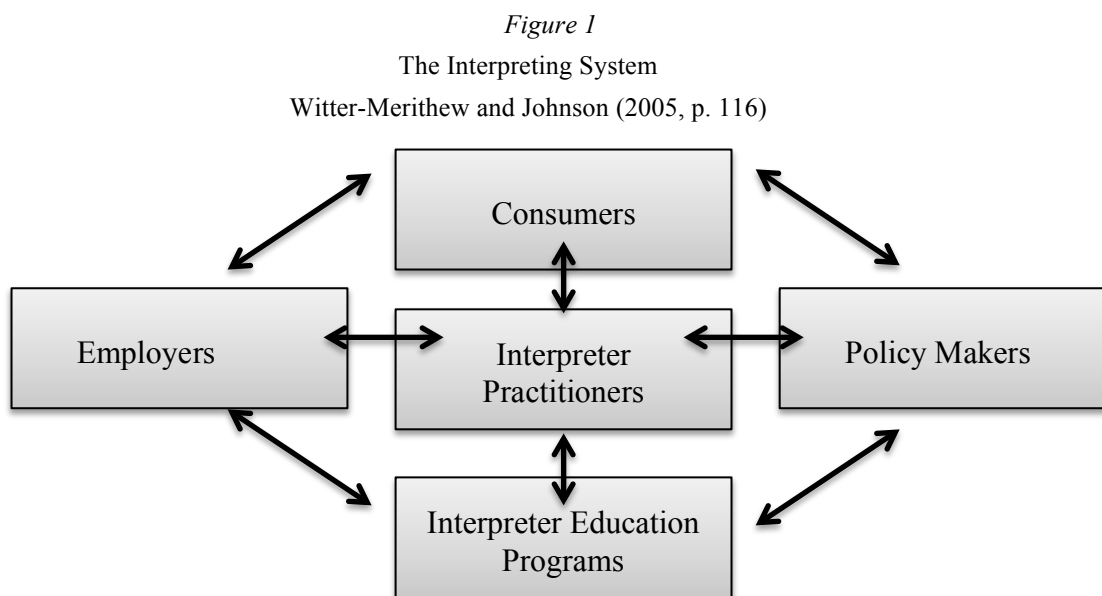 Figure 1
The Interpreting System
Witter-Merithew and Johnson (2005, p. 116)
Consumers
Employers
Interpreter
Practitioners
Policy Makers
Interpreter Education
Programs